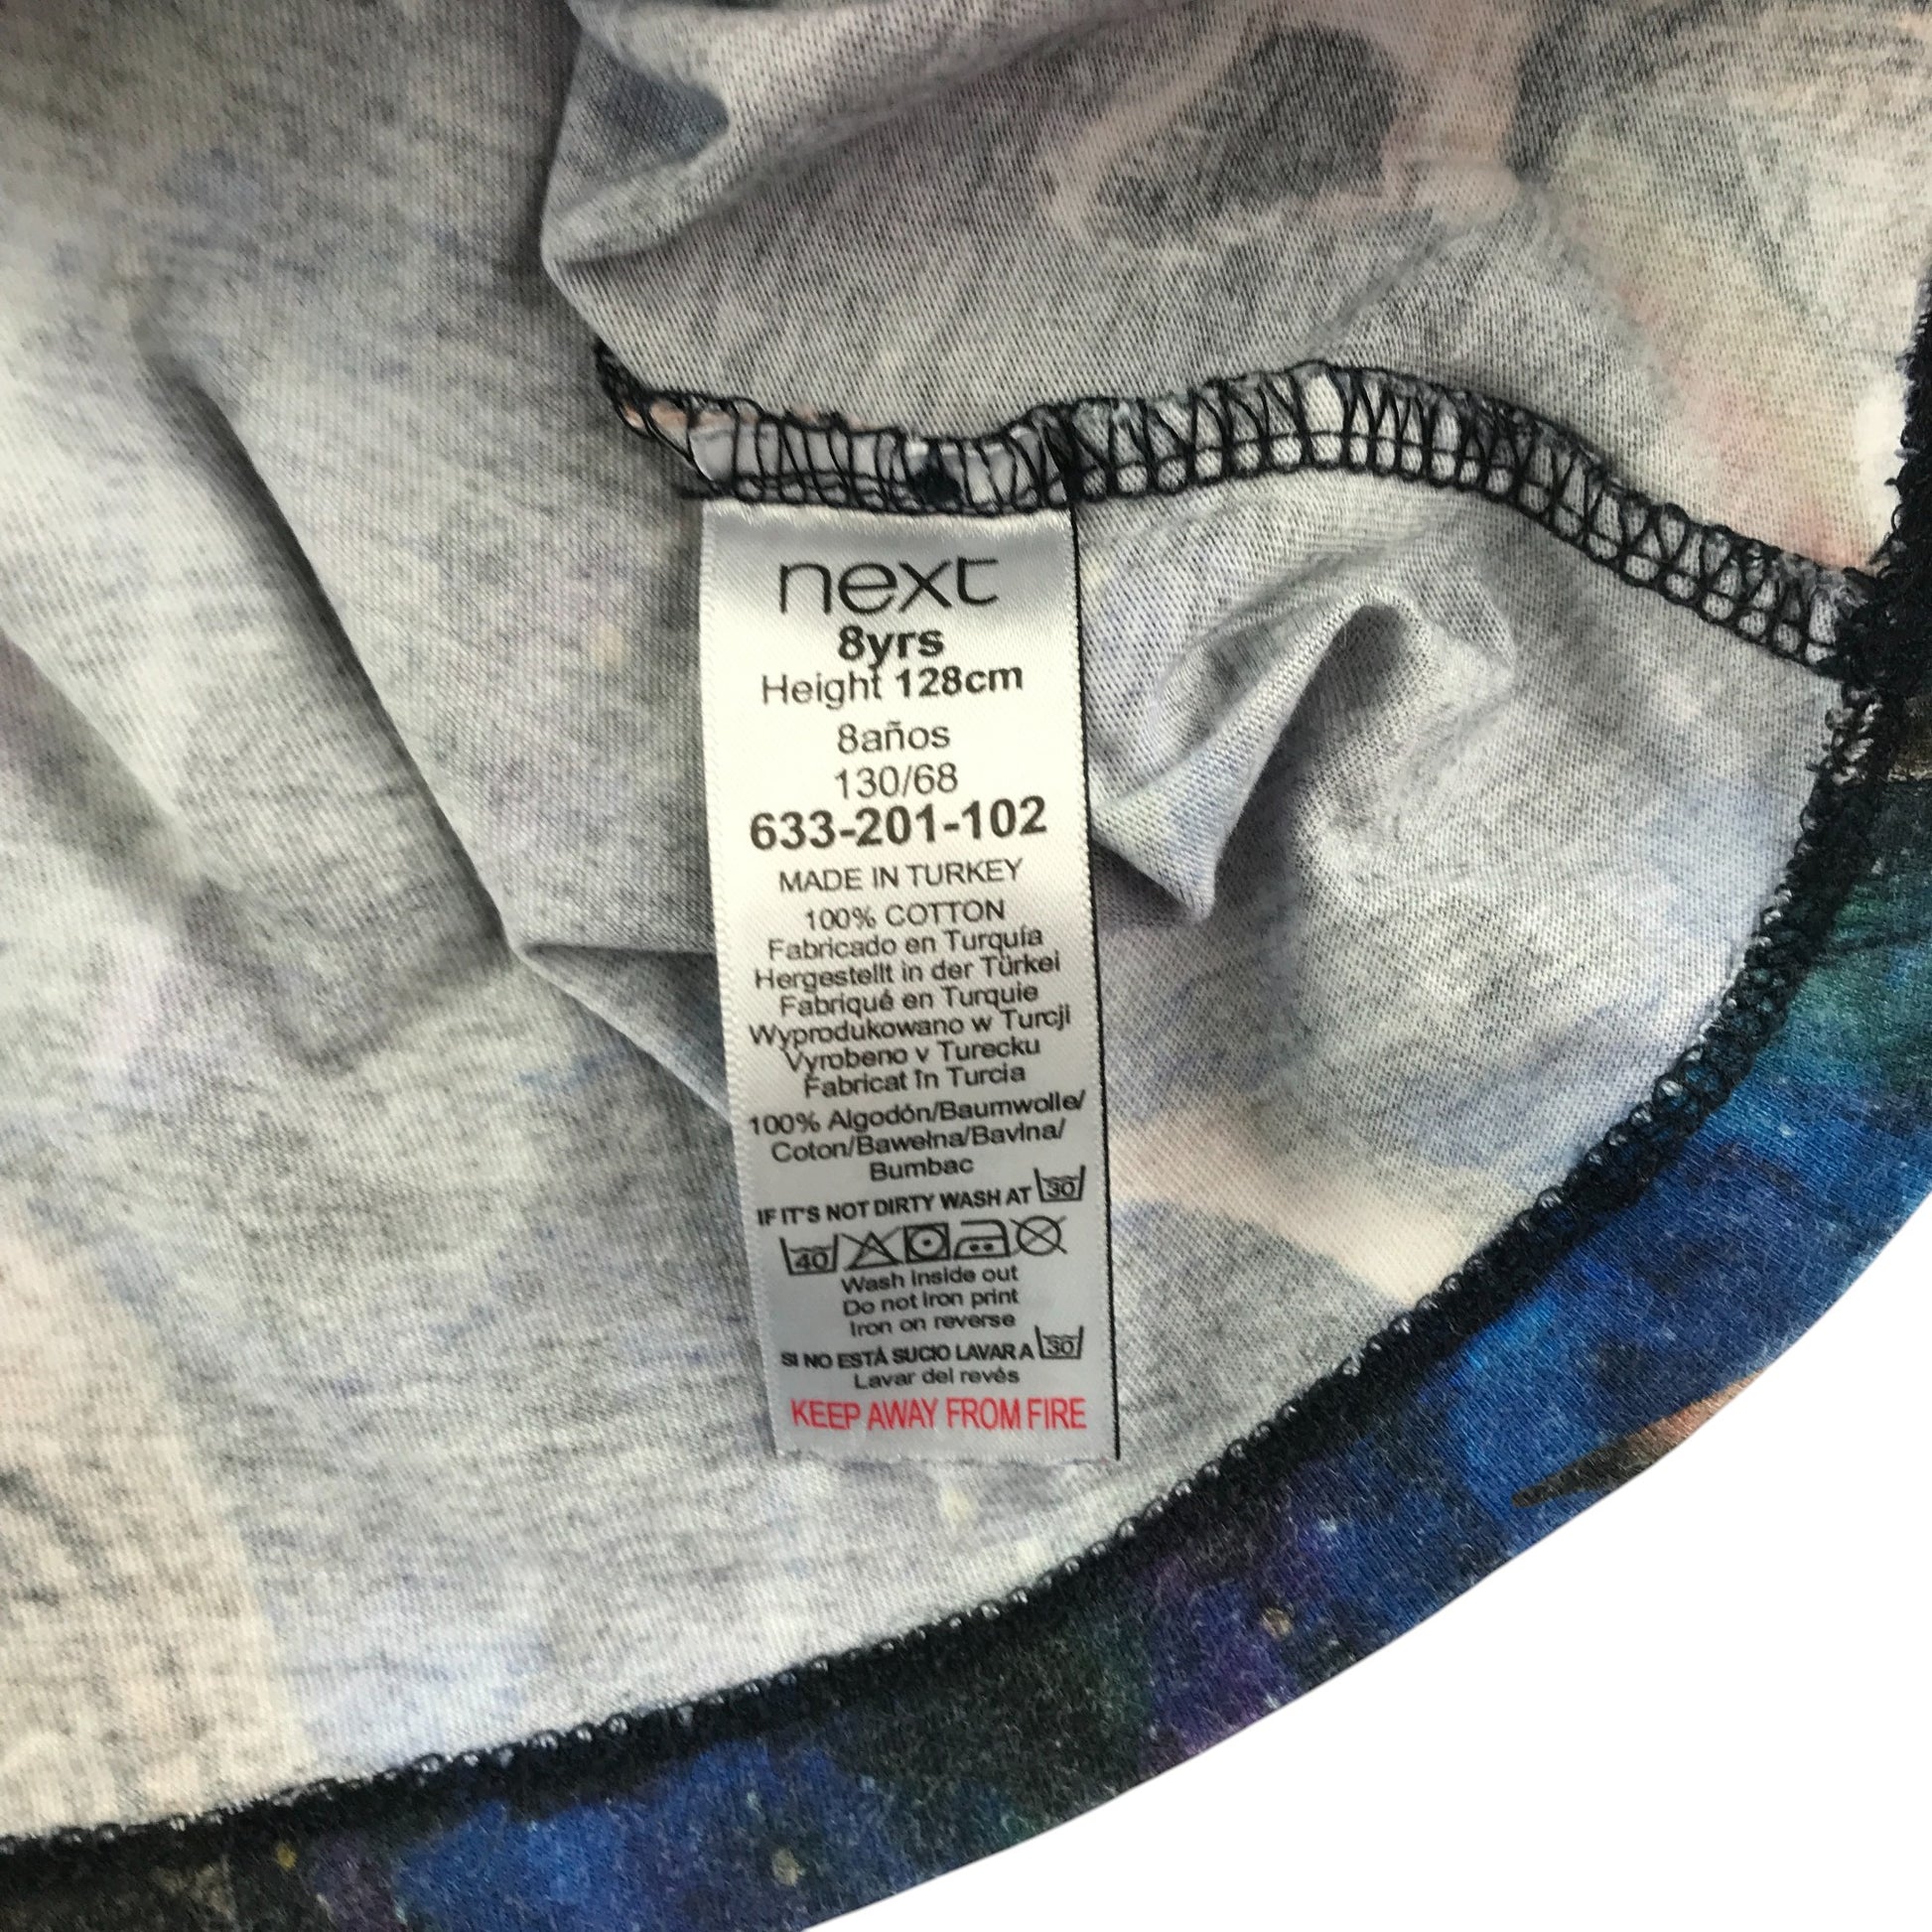 next
8yrs
Height 128cm
8años
130/68
633-201-102
MADE IN TURKEY
100% COTTON
Fabricado en Turquía
Hergestellt in der Türkei
Fabriqué en Turquie
Wyprodukowano w Turcji
Vyrobeno v Turecku
Fabricat în Turcia
100% Algodón/Baumwolle/
Coton/Bawełna/Bavlna/
Bumbac
IF IT'S NOT DIRTY WASH AT 30
40
Wash inside out
Do not iron print
Iron on reverse
SI NO ESTÁ SUCIO LAVAR A 30
Lavar del revés
KEEP AWAY FROM FIRE